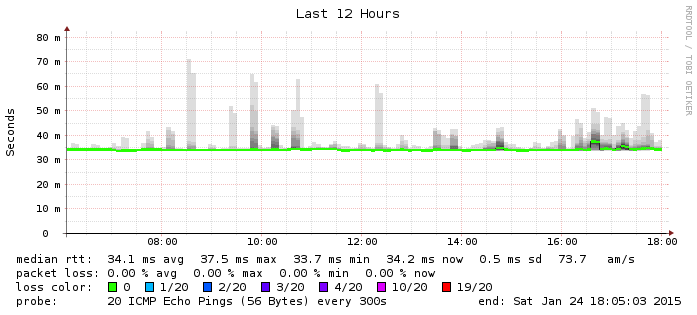 Last 12 Hours
RRDTOOL / TOBI OETIKER
Seconds
80 m
70 m
60 m
50 m
40 m
30 m
20 m
10 m
0
08:00 10:00 12:00 14:00 16:00 18:00
median rtt: 34.1 ms avg 37.5 ms max 33.7 ms min 34.2 ms now 0.5 ms sd 73.7 am/s
packet loss: 0.00 % avg 0.00 % max 0.00 % min 0.00 % now
loss color: 0 1/20 2/20 3/20 4/20 10/20 19/20
probe: 20 ICMP Echo Pings (56 Bytes) every 300s end: Sat Jan 24 18:05:03 2015